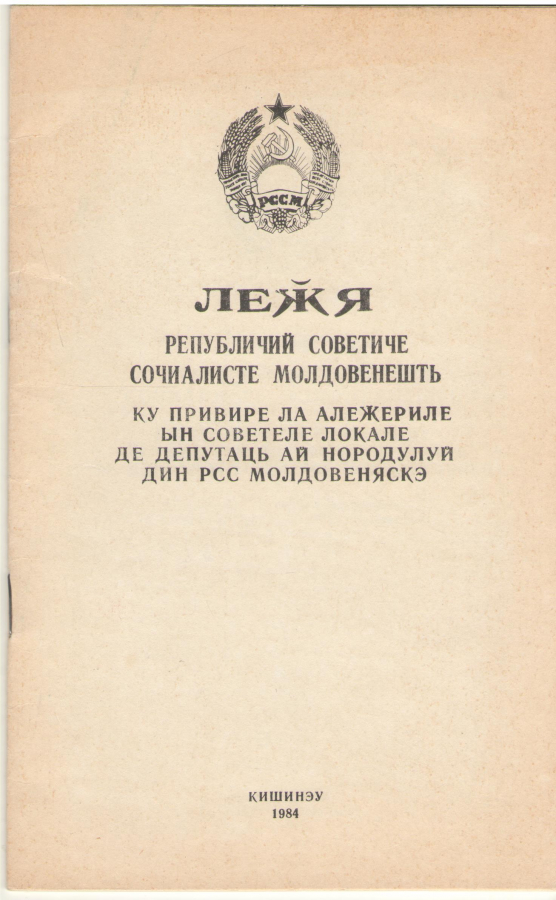 РССМ
ЛЕӁЯ
РЕПУБЛИЧИЙ СОВЕТИЧЕ
СОЧИАЛИСТЕ МОЛДОВЕНЕШТЬ
КУ ПРИВИРЕ ЛА АЛЕЖЕРИЛЕ
ЫН СОВЕТЕЛЕ ЛОКАЛЕ
ДЕ ДЕПУТАЦЬ АЙ НОРОДУЛУЙ
ДИН РСС МОЛДОВЕНЯСКЭ
КИШИНЭУ
1984